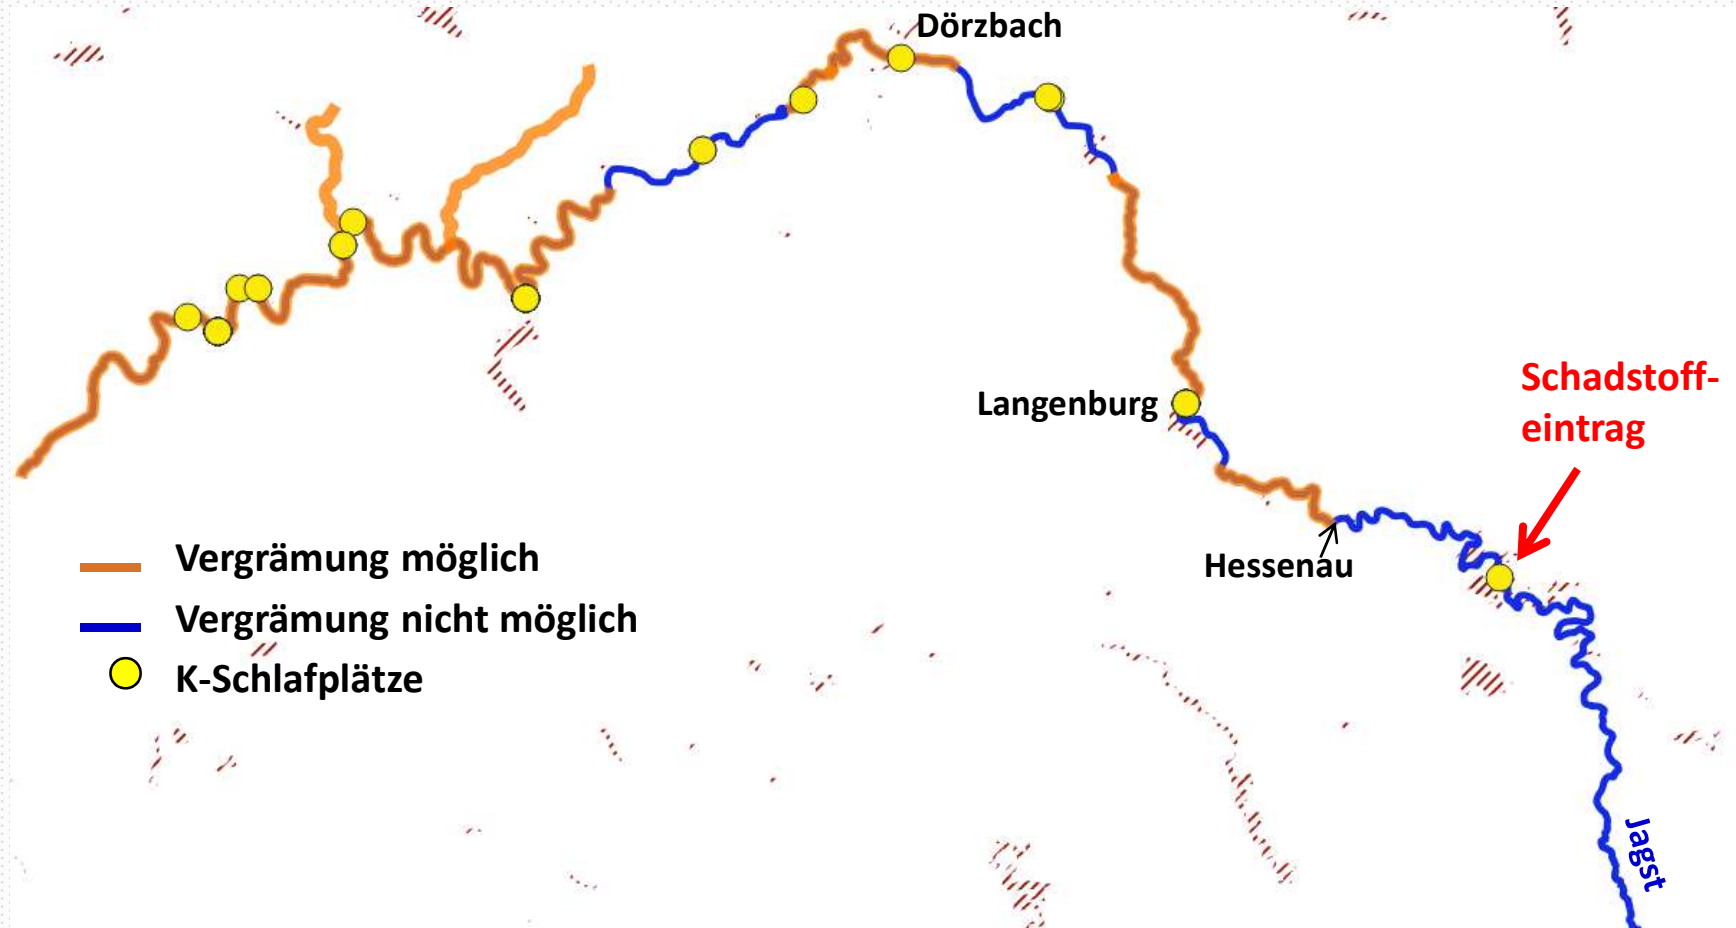 Dörzbach
Schadstoff-
eintrag
Langenburg
Hessenau
Vergrämung möglich
Vergrämung nicht möglich
K-Schlafplätze
Jagst